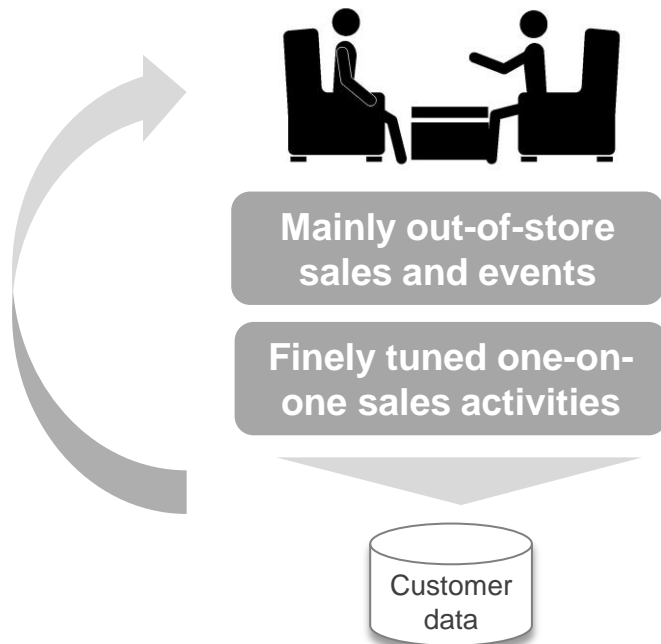 Mainly out-of-store
sales and events
Finely tuned one-on-
one sales activities
Customer
data